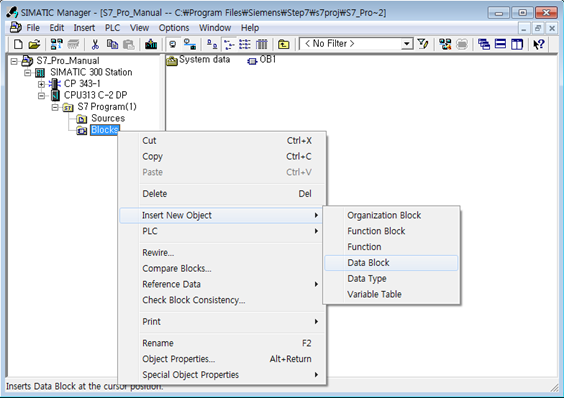 SIMATIC Manager - [S7_Pro_Manual -- C:₩Program Files₩Siemens₩Step7₩s7proj₩S7_Pro~2]
File Edit Insert PLC View Options Window Help
< No Filter >
S7_Pro_Manual
SIMATIC 300 Station
CP 343-1
CPU313 C-2 DP
S7 Program(1)
Sources
Blocks
System data OB1
Cut Ctrl+X
Copy Ctrl+C
Paste Ctrl+V
Delete Del
Insert New Object
PLC
Rewire...
Compare Blocks...
Reference Data
Check Block Consistency...
Print
Rename F2
Object Properties... Alt+Return
Special Object Properties
Organization Block
Function Block
Function
Data Block
Data Type
Variable Table
Inserts Data Block at the cursor position.